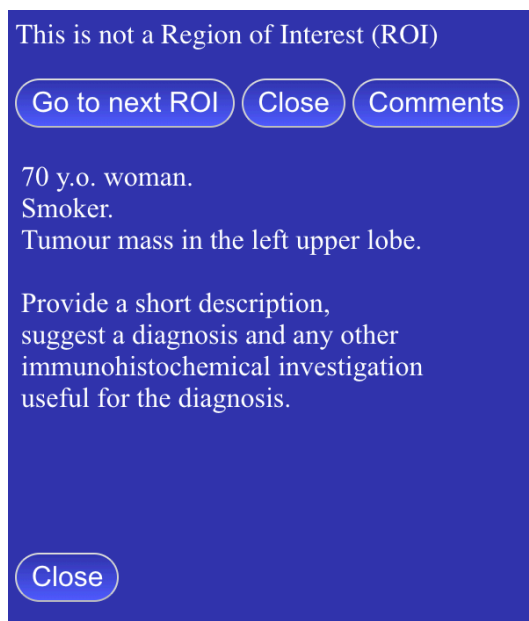 This is not a Region of Interest (ROI)
Go to next ROI Close Comments
70 y.o. woman.
Smoker.
Tumour mass in the left upper lobe.
Provide a short description,
suggest a diagnosis and any other
immunohistochemical investigation
useful for the diagnosis.
Close